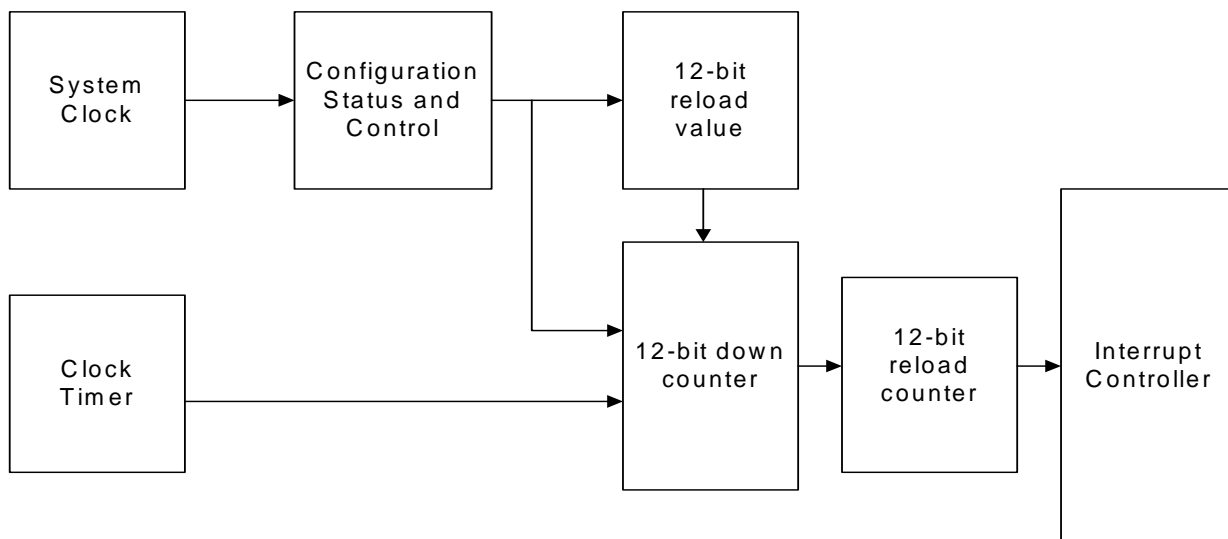 System
Clock
Configuration
Status and
Control
12-bit
reload
value
Clock
Timer
12-bit down
counter
12-bit
reload
counter
Interrupt
Controller